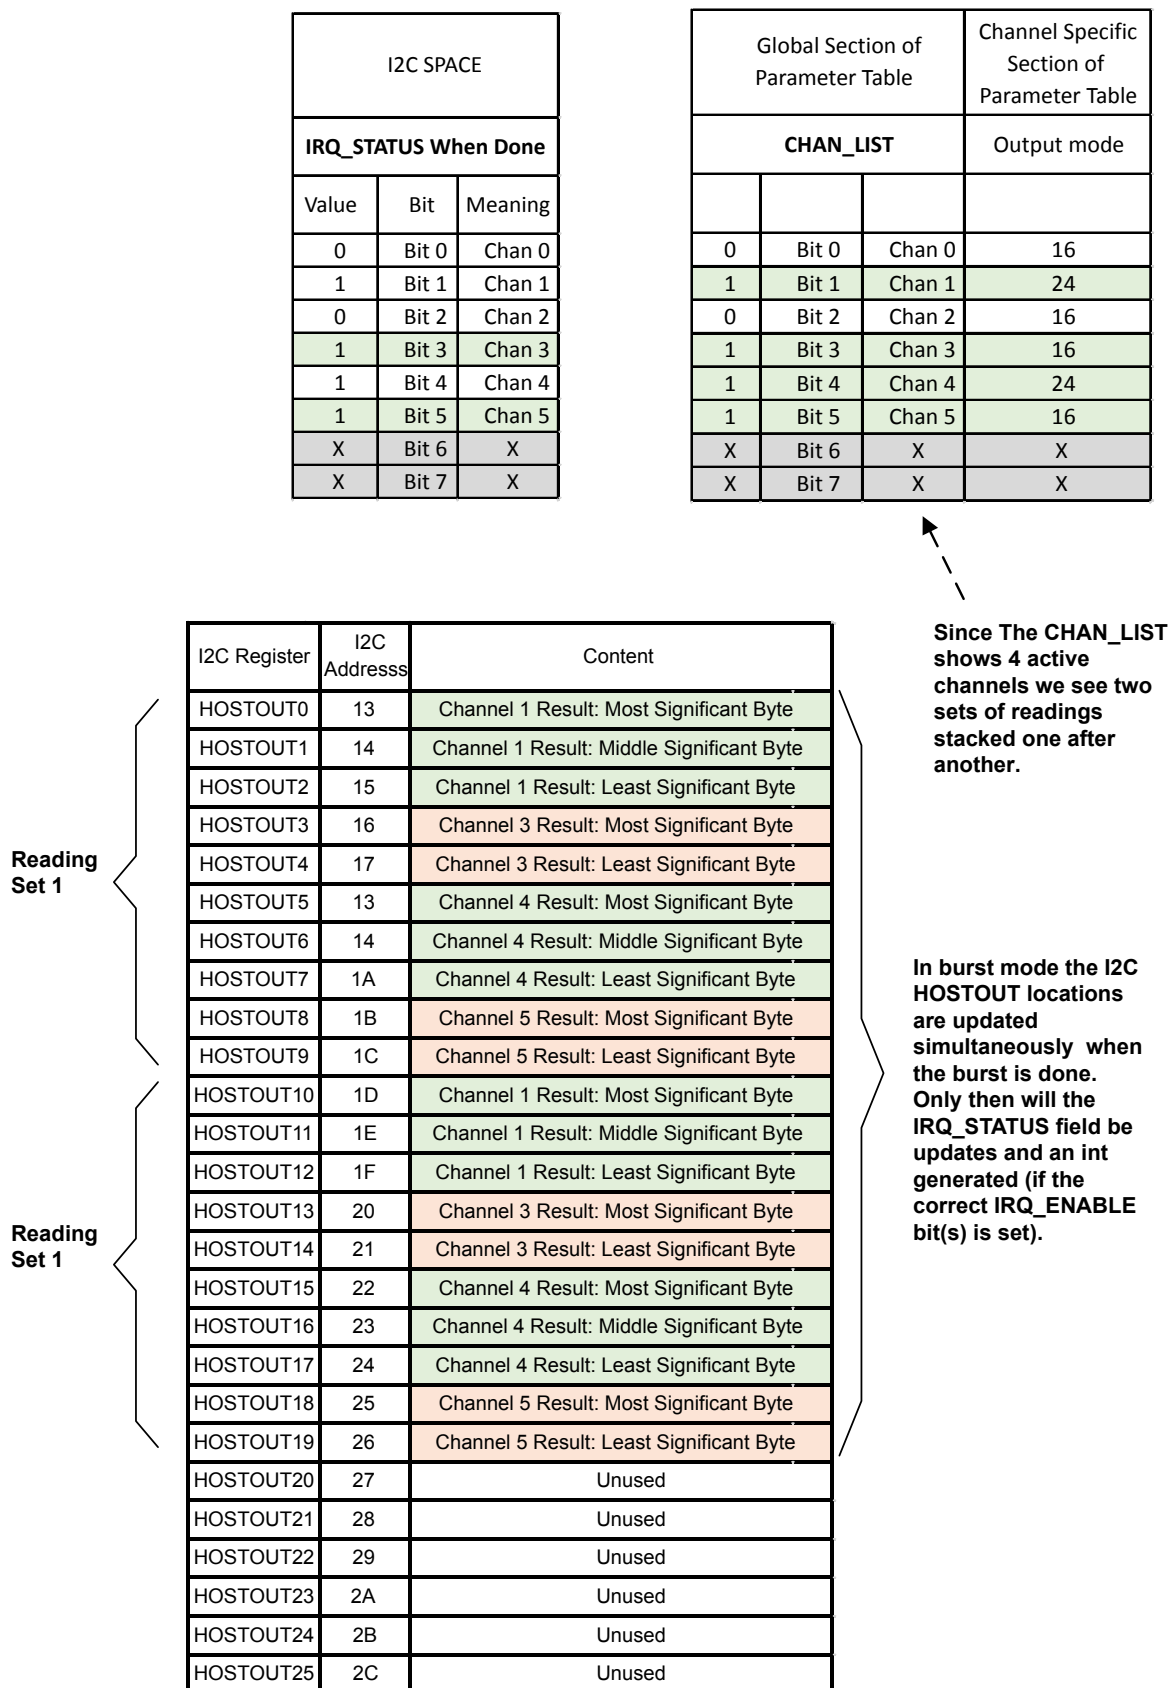 I2C SPACE
IRQ_STATUS When Done
Value Bit Meaning
0 Bit 0 Chan 0
1 Bit 1 Chan 1
0 Bit 2 Chan 2
1 Bit 3 Chan 3
1 Bit 4 Chan 4
1 Bit 5 Chan 5
X Bit 6 X
X Bit 7 X
Global Section of
Parameter Table
Channel Specific
Section of
Parameter Table
CHAN_LIST Output mode
0 Bit 0 Chan 0 16
1 Bit 1 Chan 1 24
0 Bit 2 Chan 2 16
1 Bit 3 Chan 3 16
1 Bit 4 Chan 4 24
1 Bit 5 Chan 5 16
X Bit 6 X X
X Bit 7 X X
Since The CHAN_LIST
shows 4 active
channels we see two
sets of readings
stacked one after
another.
I2C Register I2C
Addresss Content
HOSTOUT0 13 Channel 1 Result: Most Significant Byte
HOSTOUT1 14 Channel 1 Result: Middle Significant Byte
HOSTOUT2 15 Channel 1 Result: Least Significant Byte
HOSTOUT3 16 Channel 3 Result: Most Significant Byte
HOSTOUT4 17 Channel 3 Result: Least Significant Byte
HOSTOUT5 13 Channel 4 Result: Most Significant Byte
HOSTOUT6 14 Channel 4 Result: Middle Significant Byte
HOSTOUT7 1A Channel 4 Result: Least Significant Byte
HOSTOUT8 1B Channel 5 Result: Most Significant Byte
HOSTOUT9 1C Channel 5 Result: Least Significant Byte
HOSTOUT10 1D Channel 1 Result: Most Significant Byte
HOSTOUT11 1E Channel 1 Result: Middle Significant Byte
HOSTOUT12 1F Channel 1 Result: Least Significant Byte
HOSTOUT13 20 Channel 3 Result: Most Significant Byte
HOSTOUT14 21 Channel 3 Result: Least Significant Byte
HOSTOUT15 22 Channel 4 Result: Most Significant Byte
HOSTOUT16 23 Channel 4 Result: Middle Significant Byte
HOSTOUT17 24 Channel 4 Result: Least Significant Byte
HOSTOUT18 25 Channel 5 Result: Most Significant Byte
HOSTOUT19 26 Channel 5 Result: Least Significant Byte
HOSTOUT20 27 Unused
HOSTOUT21 28 Unused
HOSTOUT22 29 Unused
HOSTOUT23 2A Unused
HOSTOUT24 2B Unused
HOSTOUT25 2C Unused
Reading
Set 1
Reading
Set 1
In burst mode the I2C
HOSTOUT locations
are updated
simultaneously when
the burst is done.
Only then will the
IRQ_STATUS field be
updates and an int
generated (if the
correct IRQ_ENABLE
bit(s) is set).